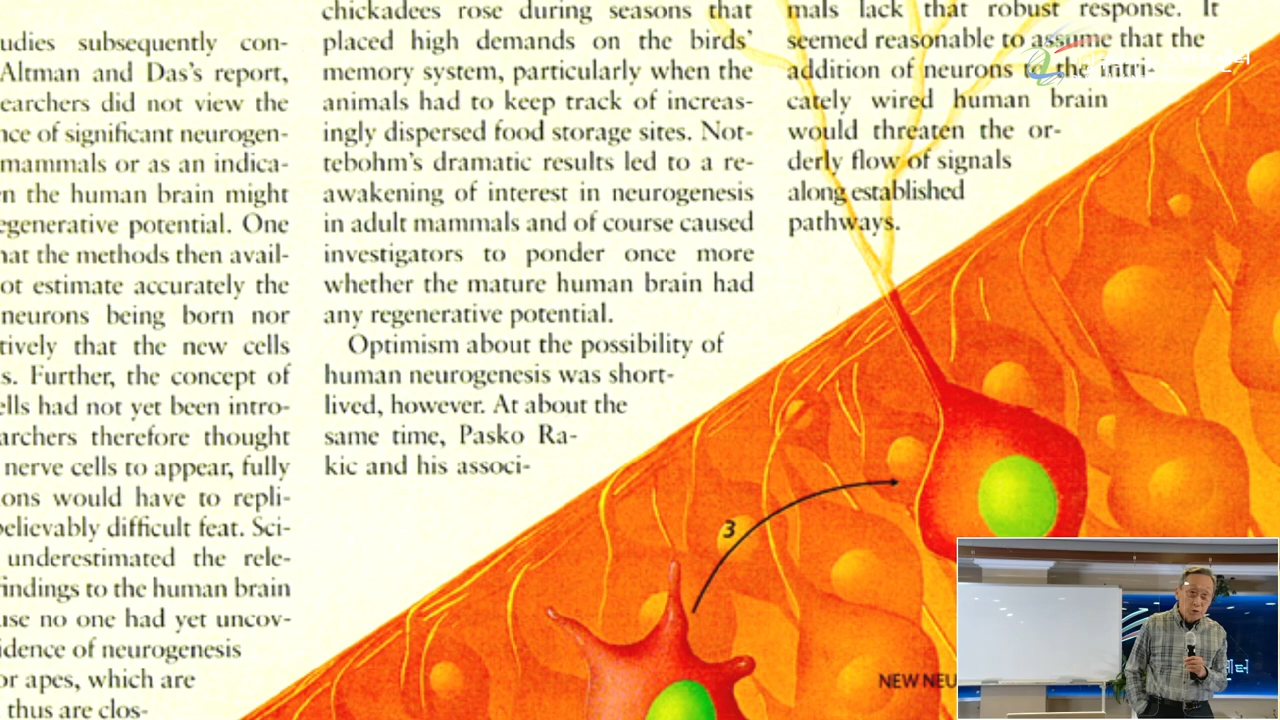 udies subsequently con-
Altman and Das's report,
earchers did not view the
nce of significant neurogen-
mammals or as an indica-
n the human brain might
egenerative potential. One
hat the methods then avail-
ot estimate accurately the
neurons being born nor
tively that the new cells
s. Further, the concept of
ells had not yet been intro-
archers therefore thought
nerve cells to appear, fully
ons would have to repli-
believably difficult feat. Sci-
underestimated the rele-
findings to the human brain
use no one had yet uncov-
idence of neurogenesis
or apes, which are
thus are clos-
chickadees rose during seasons that
placed high demands on the birds'
memory system, particularly when the
animals had to keep track of increas-
ingly dispersed food storage sites. Not-
tebohm's dramatic results led to a re-
awakening of interest in neurogenesis
in adult mammals and of course caused
investigators to ponder once more
whether the mature human brain had
any regenerative potential.
Optimism about the possibility of
human neurogenesis was short-
lived, however. At about the
same time, Pasko Ra-
kic and his associ-
mals lack that robust response. It
seemed reasonable to assume that the
addition of neurons to the intri-
cately wired human brain
would threaten the or-
derly flow of signals
along established
pathways.
3
NEW NEU